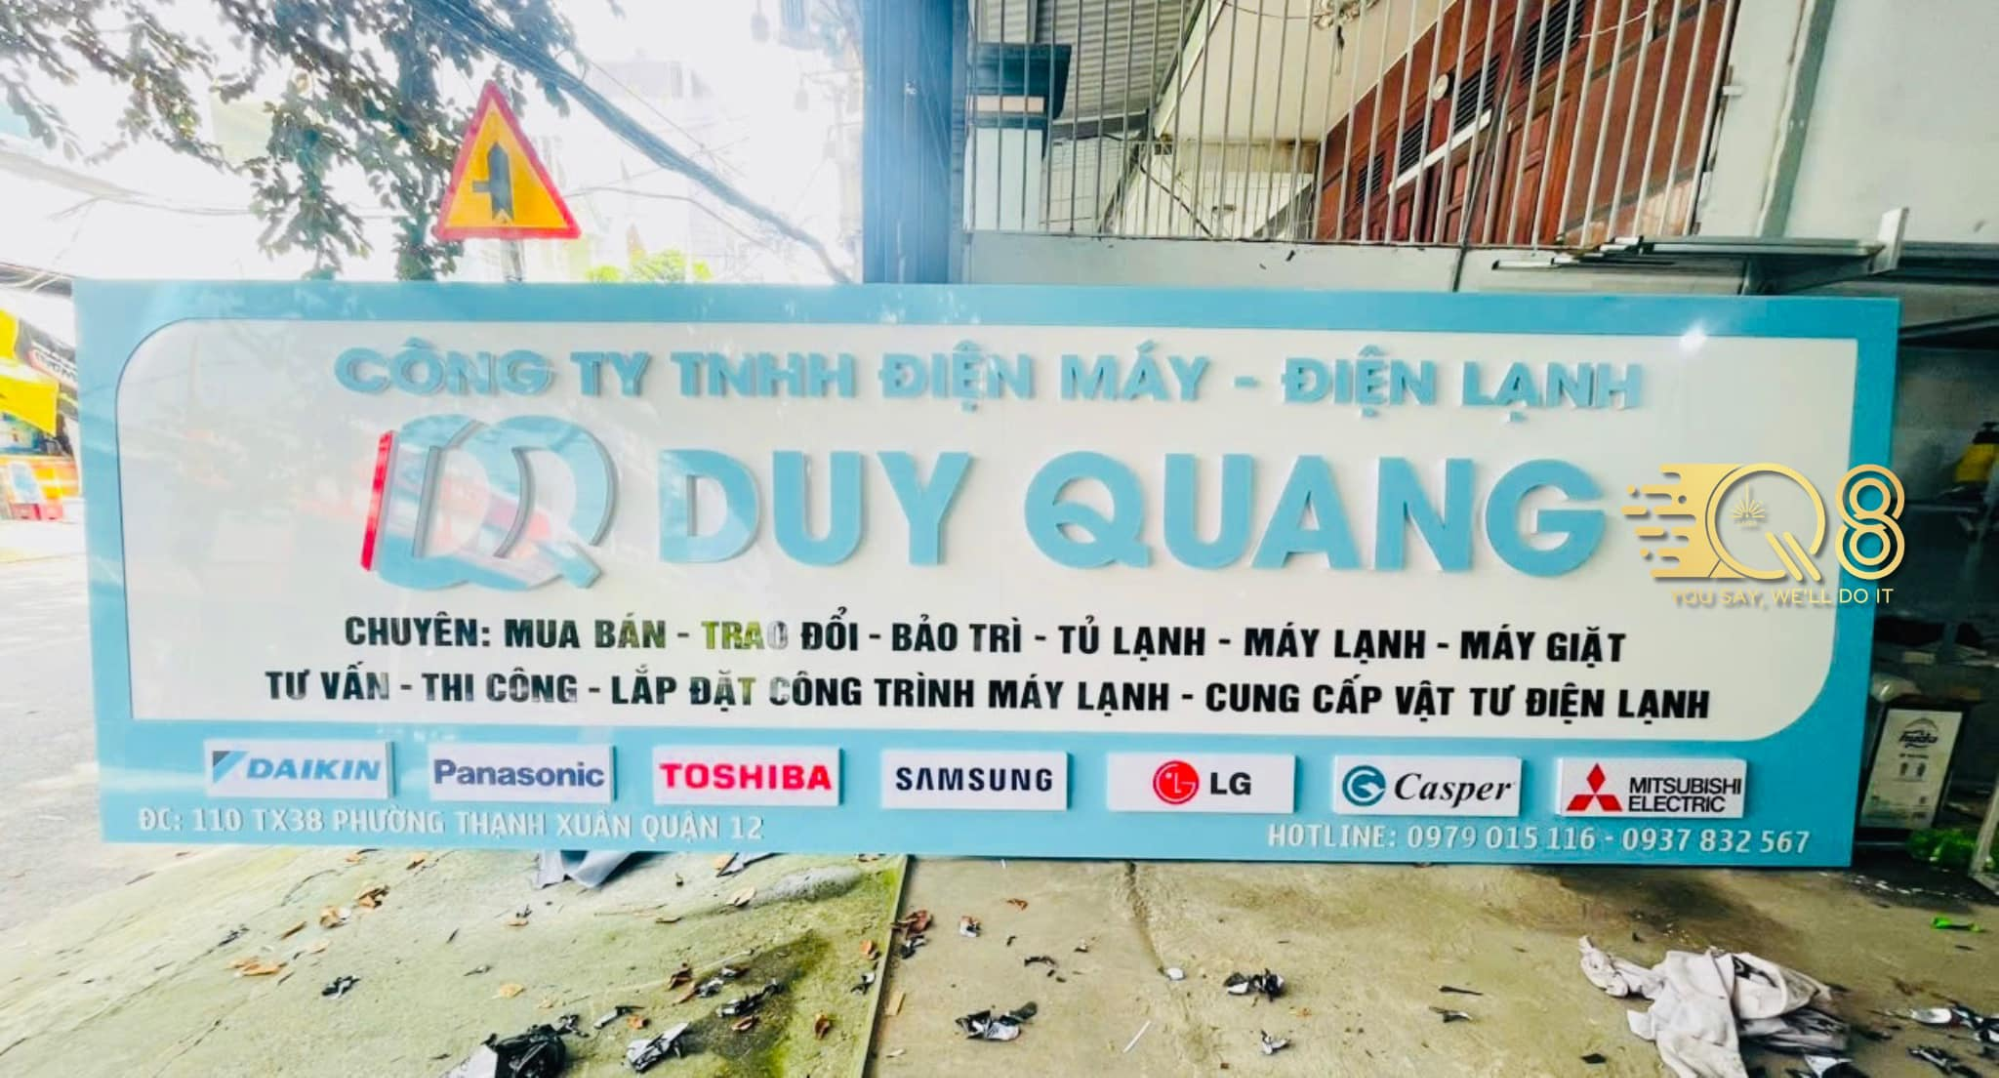 CÔNG TY TNHH ĐIỆN MÁY - ĐIỆN LẠNH
DQ DUY QUANG
Q8
YOU SAY, WE'LL DO IT
CHUYÊN: MUA BÁN - TRAO ĐỔI - BẢO TRÌ - TỦ LẠNH - MÁY LẠNH - MÁY GIẶT
TƯ VẤN - THI CÔNG - LẮP ĐẶT CÔNG TRÌNH MÁY LẠNH - CUNG CẤP VẬT TƯ ĐIỆN LẠNH
DAIKIN Panasonic TOSHIBA SAMSUNG LG Casper MITSUBISHI ELECTRIC
ĐC: 110 TX38 PHƯỜNG THẠNH XUÂN QUẬN 12
HOTLINE: 0979 015 116 - 0937 832 567
huda